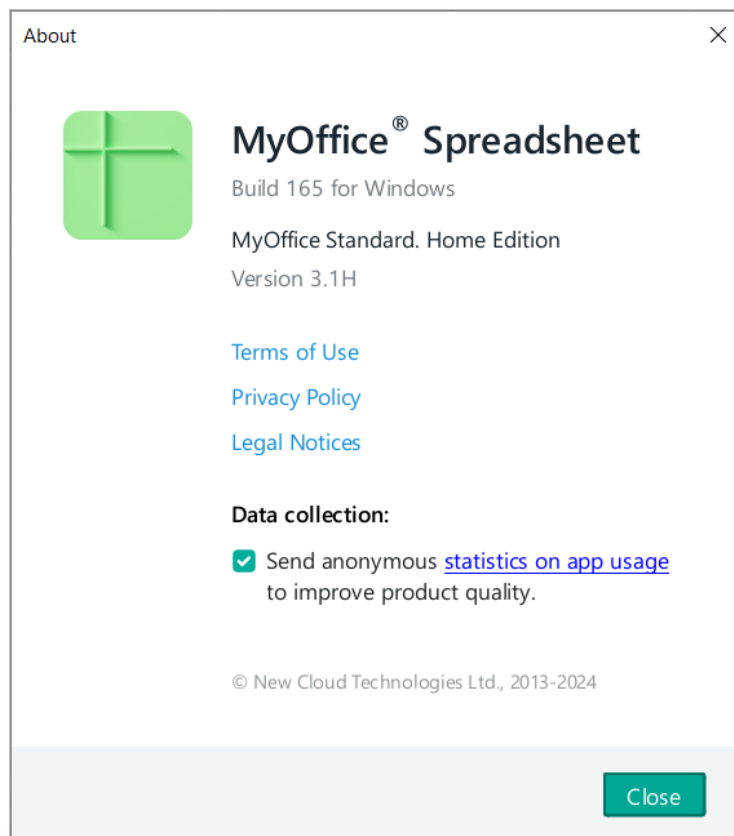 About
MyOffice® Spreadsheet
Build 165 for Windows
MyOffice Standard. Home Edition
Version 3.1H
Terms of Use
Privacy Policy
Legal Notices
Data collection:
Send anonymous statistics on app usage
to improve product quality.
© New Cloud Technologies Ltd., 2013-2024
Close